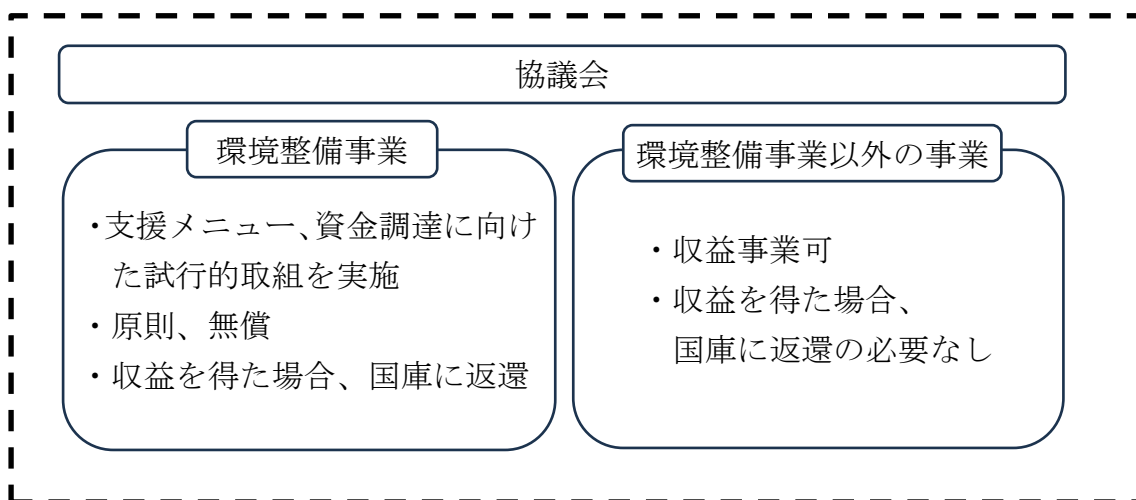 協議会
環境整備事業
・支援メニュー、資金調達に向け
た試行的取組を実施
・原則、無償
・収益を得た場合、国庫に返還
環境整備事業以外の事業
・収益事業可
・収益を得た場合、
国庫に返還の必要なし